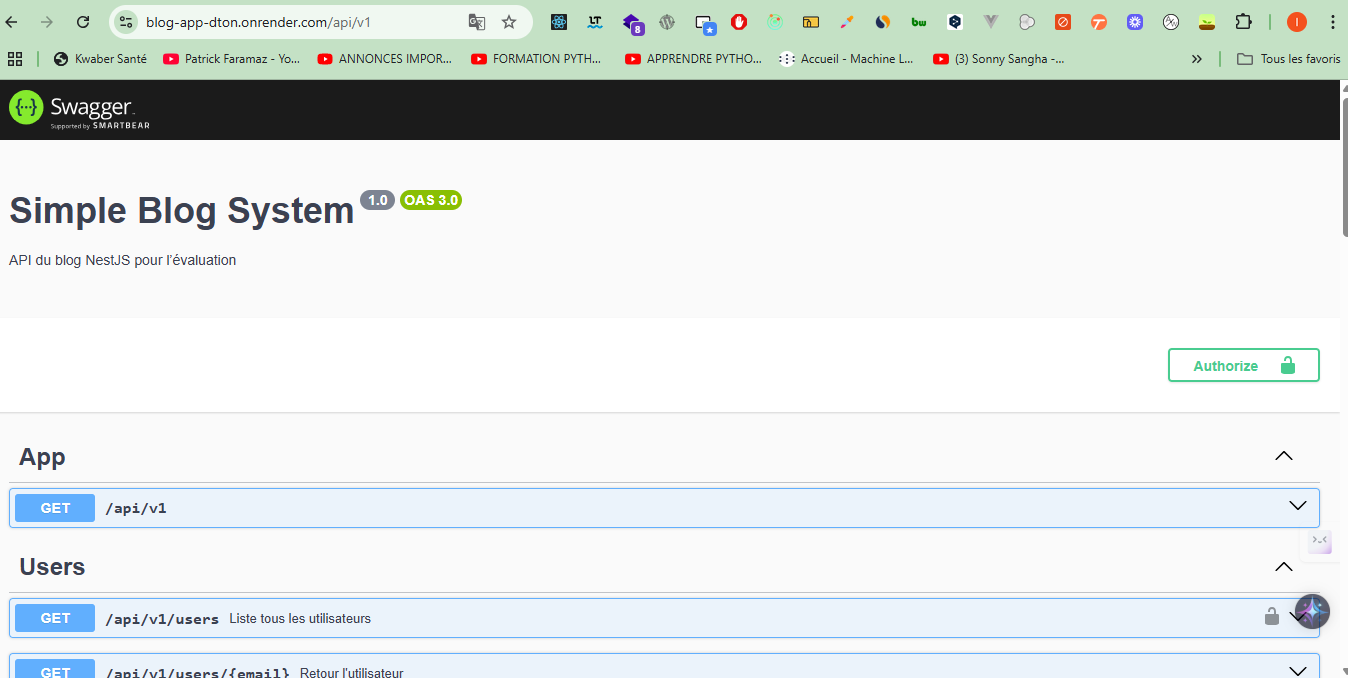 blog-app-dton.onrender.com/api/v1
Kwaber Santé
Patrick Faramaz - Yo...
ANNONCES IMPOR...
FORMATION PYTH...
APPRENDRE PYTHO...
Accueil - Machine L...
(3) Sonny Sangha -...
Tous les favoris
Swagger.
Supported by SMARTBEAR
Simple Blog System 1.0 OAS 3.0
API du blog NestJS pour l'évaluation
Authorize
App
GET /api/v1
Users
GET /api/v1/users Liste tous les utilisateurs
GET /api/v1/users/{email} Retour l'utilisateur